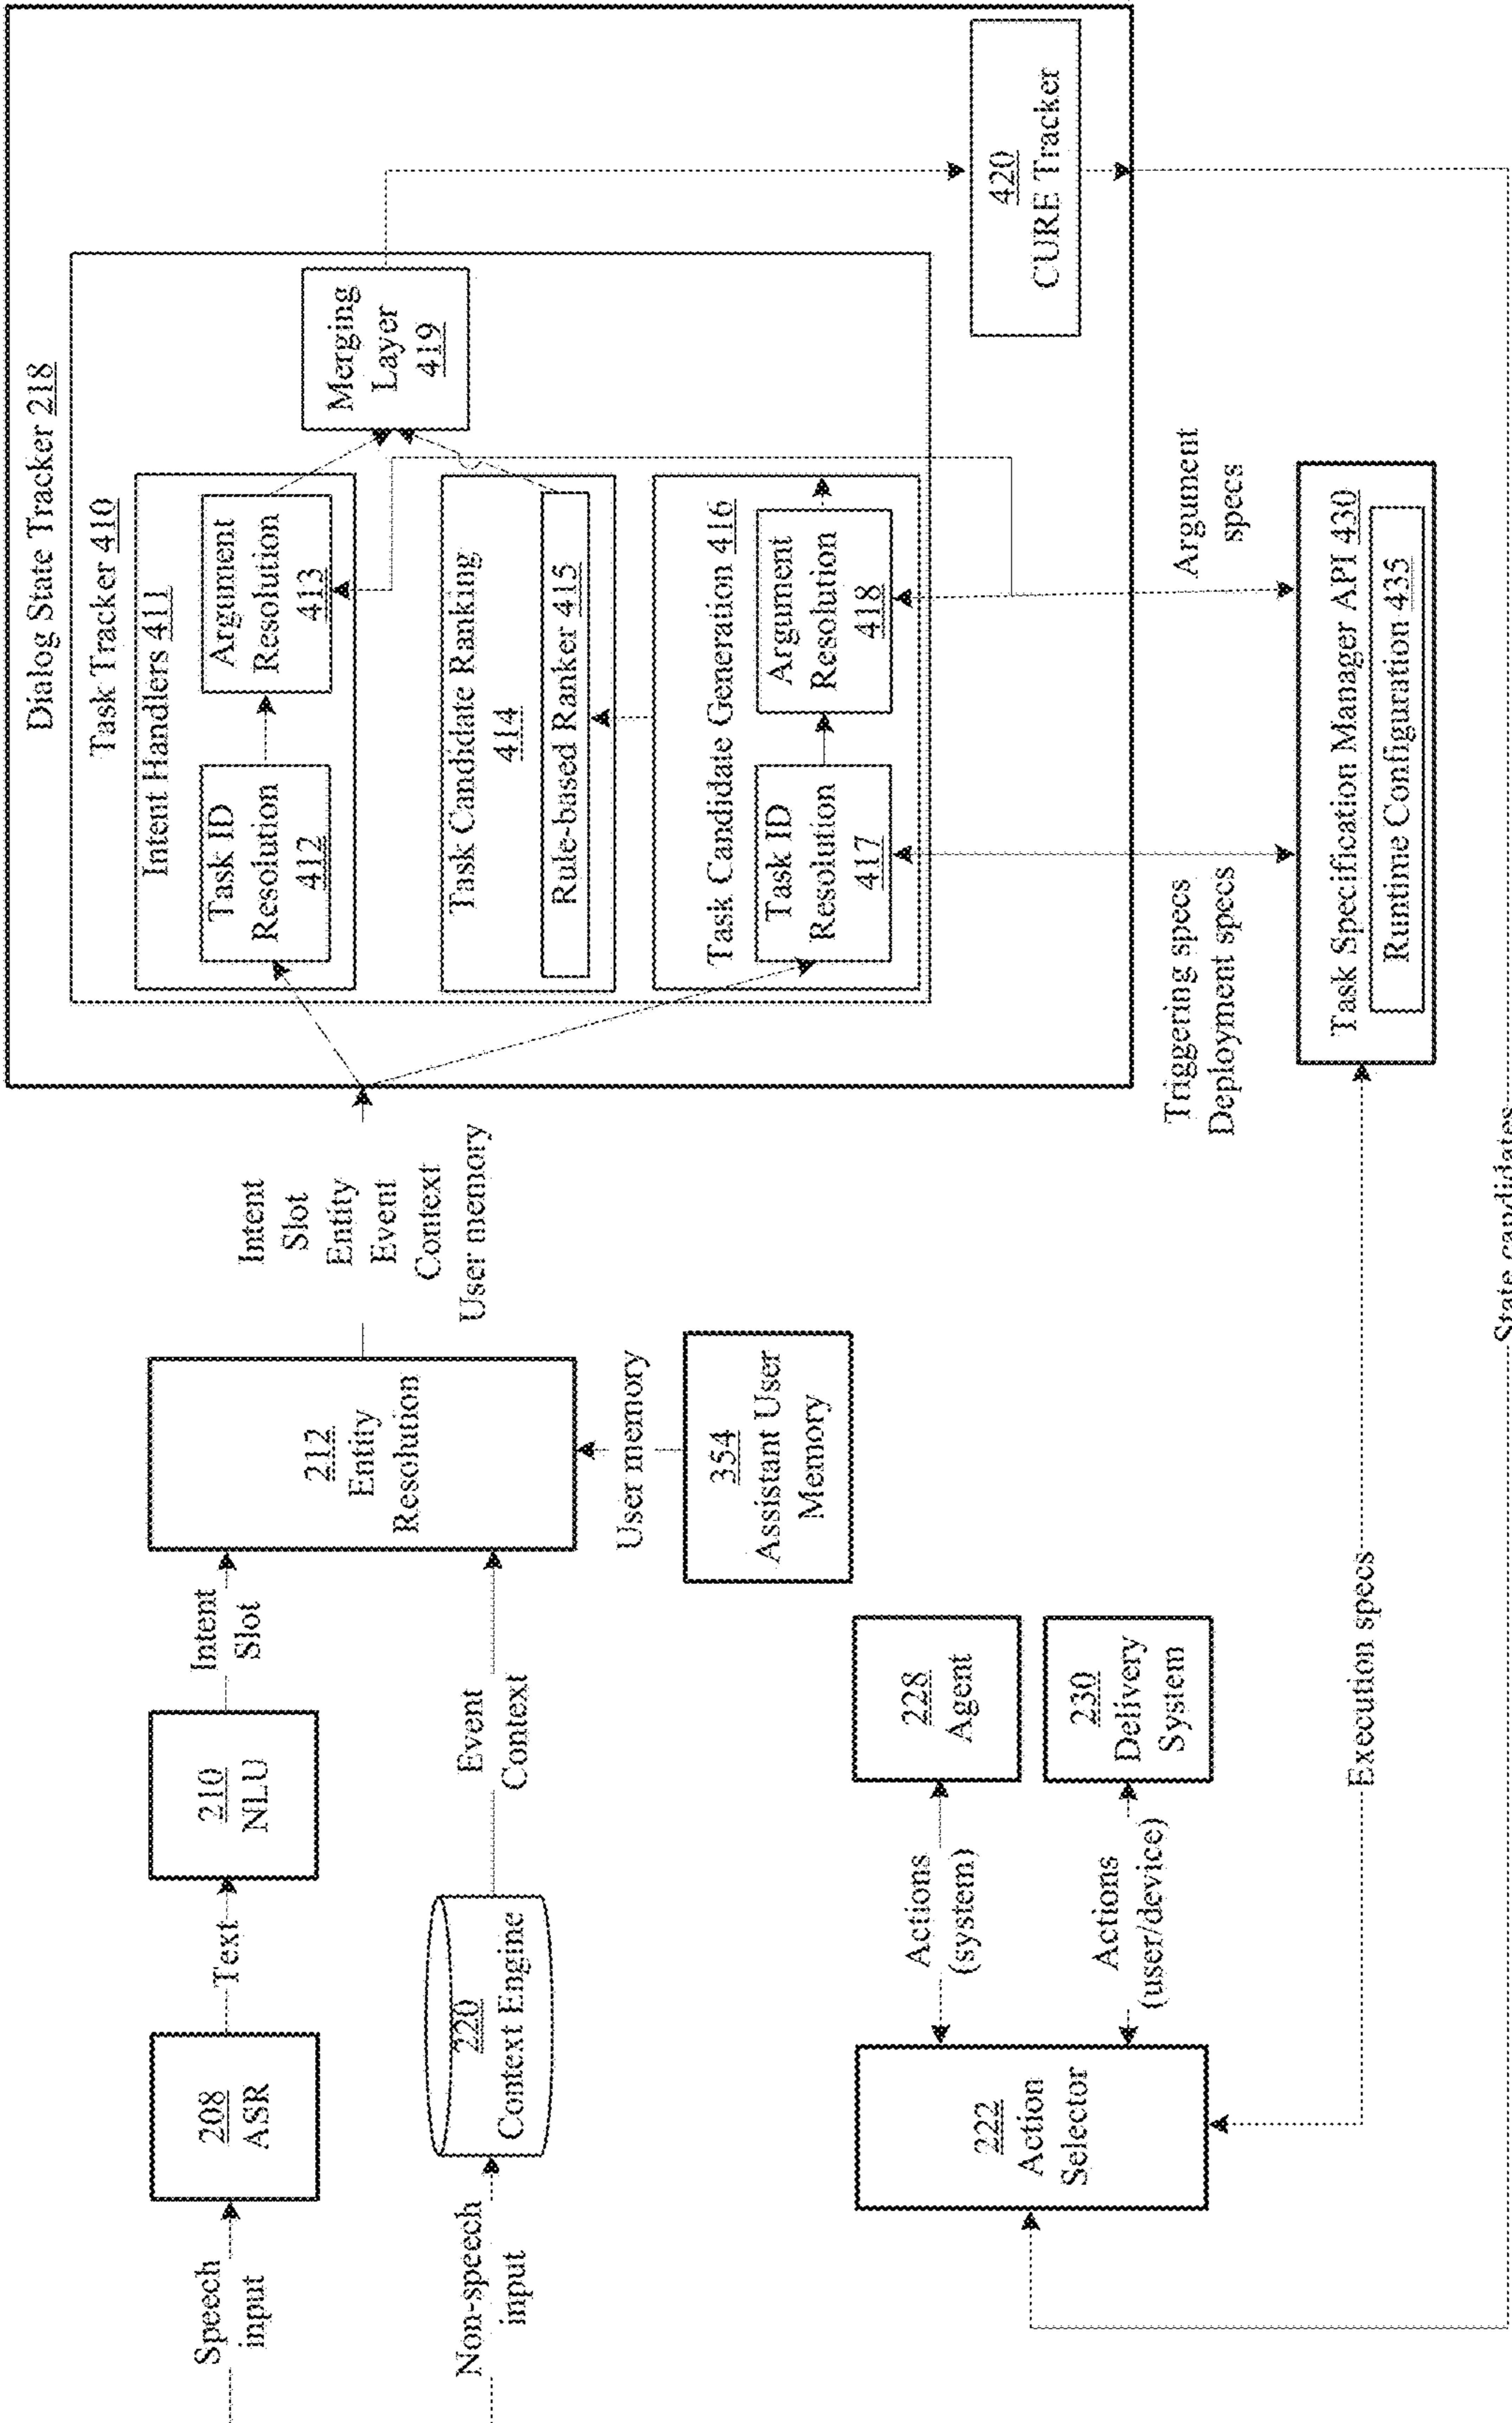 Speech
input
208
ASR
Text
210
NLU
Intent
Slot
Non-speech
input
220
Context Engine
Event
Context
212
Entity
Resolution
User memory
354
Assistant User
Memory
Intent
Slot
Entity
Event
Context
User memory
Dialog State Tracker 218
Task Tracker 410
Intent Handlers 411
Task ID
Resolution
412
Argument
Resolution
413
Task Candidate Ranking
414
Rule-based Ranker 415
Task Candidate Generation 416
Task ID
Resolution
417
Argument
Resolution
418
Merging
Layer
419
420
CURE Tracker
Triggering specs
Deployment specs
Argument
specs
Task Specification Manager API 430
Runtime Configuration 435
222
Action
Selector
Actions
(system)
Actions
(user/device)
228
Agent
230
Delivery
System
Execution specs
State candidates